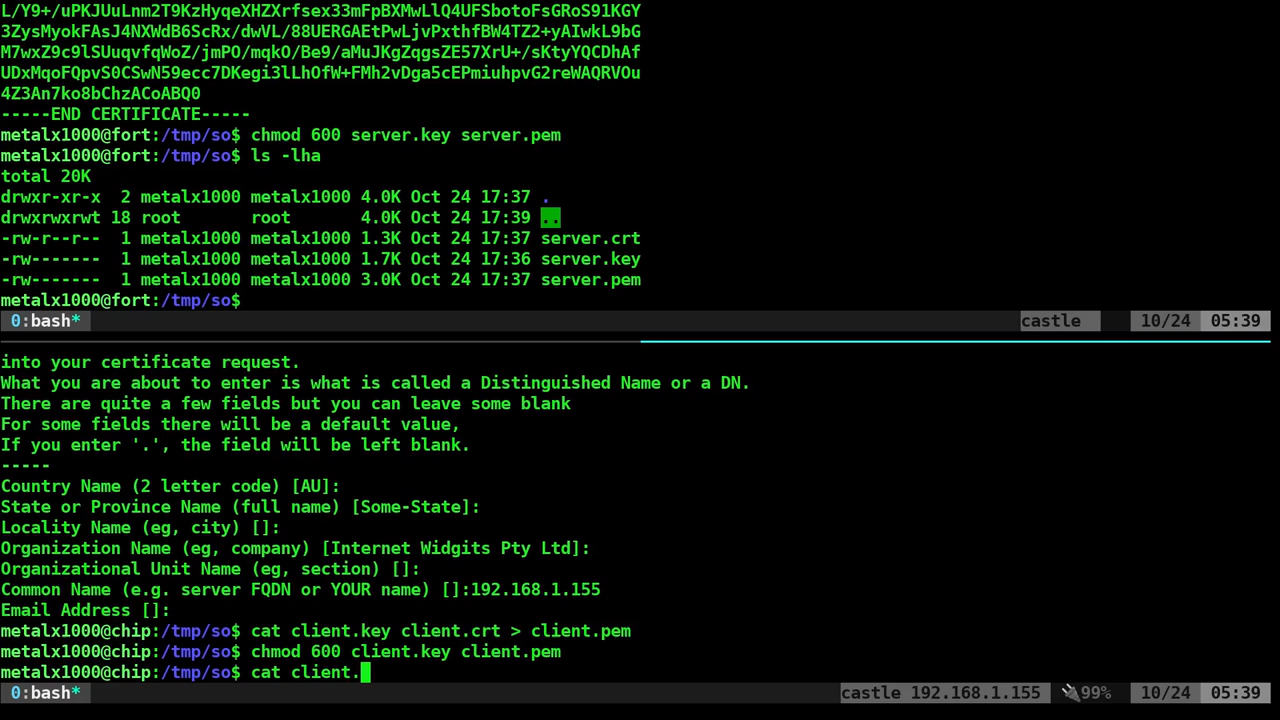 L/Y9+/uPKJUuLnm2T9KzHyqeXHZXrfsex33mFpBXMwLlQ4UFSbotoFsGRoS91KGY
3ZysMyokFAsJ4NXWdB6ScRx/dwVL/88UERGAEtPwLjvPxthfBW4TZ2+yAIwkL9bG
M7wxZ9c9lSUuqvfqWoZ/jmPO/mqkO/Be9/aMuJKgZqgsZE57XrU+/sKtyYQCDhAf
UDxMqoFQpvS0CSwN59ecc7DKegi3lLhOfW+FMh2vDga5cEPmiuhpvG2reWAQRVOu
4Z3An7ko8bChzACoABQ0
-----END CERTIFICATE-----
metalx1000@fort:/tmp/so$ chmod 600 server.key server.pem
metalx1000@fort:/tmp/so$ ls -lha
total 20K
drwxr-xr-x  2 metalx1000 metalx1000 4.0K Oct 24 17:37 .
drwxrwxrwt 18 root       root       4.0K Oct 24 17:39 ..
-rw-r--r--  1 metalx1000 metalx1000 1.3K Oct 24 17:37 server.crt
-rw-------  1 metalx1000 metalx1000 1.7K Oct 24 17:36 server.key
-rw-------  1 metalx1000 metalx1000 3.0K Oct 24 17:37 server.pem
metalx1000@fort:/tmp/so$
0:bash* castle 10/24 05:39
into your certificate request.
What you are about to enter is what is called a Distinguished Name or a DN.
There are quite a few fields but you can leave some blank
For some fields there will be a default value,
If you enter '.', the field will be left blank.
-----
Country Name (2 letter code) [AU]:
State or Province Name (full name) [Some-State]:
Locality Name (eg, city) []:
Organization Name (eg, company) [Internet Widgits Pty Ltd]:
Organizational Unit Name (eg, section) []:
Common Name (e.g. server FQDN or YOUR name) []:192.168.1.155
Email Address []:
metalx1000@chip:/tmp/so$ cat client.key client.crt > client.pem
metalx1000@chip:/tmp/so$ chmod 600 client.key client.pem
metalx1000@chip:/tmp/so$ cat client.
0:bash* castle 192.168.1.155 🔌99% 10/24 05:39